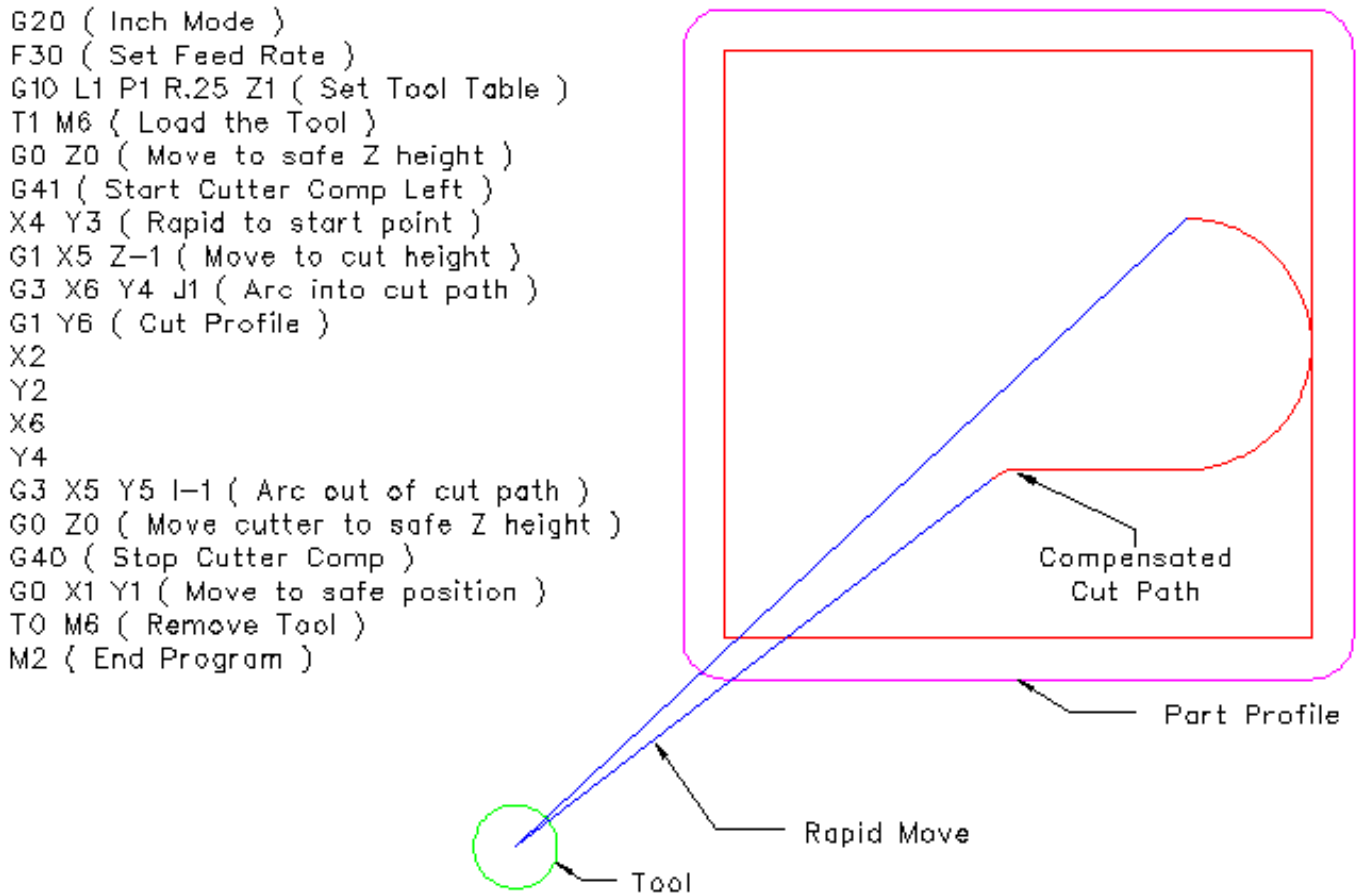 G20 ( Inch Mode )
F30 ( Set Feed Rate )
G10 L1 P1 R.25 Z1 ( Set Tool Table )
T1 M6 ( Load the Tool )
G0 Z0 ( Move to safe Z height )
G41 ( Start Cutter Comp Left )
X4 Y3 ( Rapid to start point )
G1 X5 Z-1 ( Move to cut height )
G3 X6 Y4 J1 ( Arc into cut path )
G1 Y6 ( Cut Profile )
X2
Y2
X6
Y4
G3 X5 Y5 I-1 ( Arc out of cut path )
G0 Z0 ( Move cutter to safe Z height )
G40 ( Stop Cutter Comp )
G0 X1 Y1 ( Move to safe position )
T0 M6 ( Remove Tool )
M2 ( End Program )
Compensated
Cut Path
Part Profile
Rapid Move
Tool